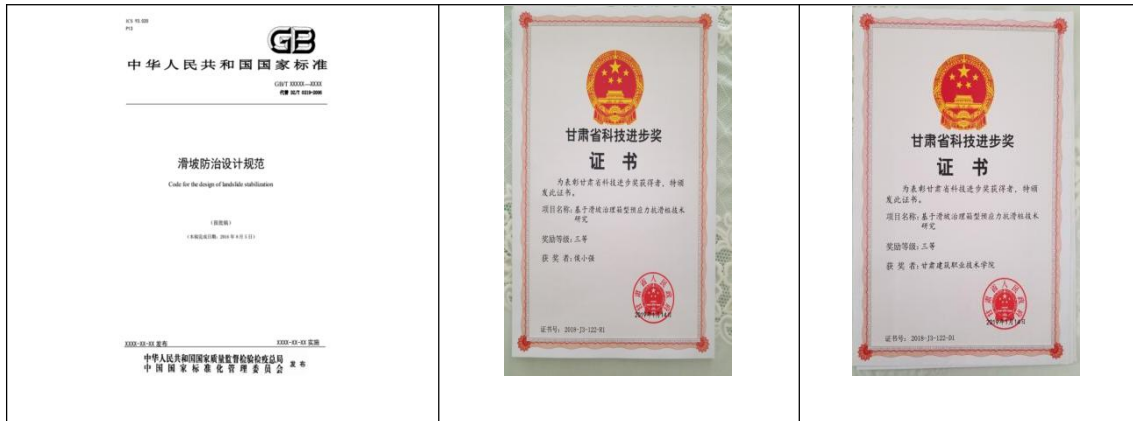 ICS 93.020
P13
GB
中华人民共和国国家标准
GB/T XXXXX—XXXX
代替 DZ/T 0219-2006
滑坡防治设计规范
Code for the design of landslide stabilization
（报批稿）
XXXX-XX-XX 发布
XXXX-XX-XX 实施
中华人民共和国国家质量监督检验检疫总局
中国国家标准化管理委员会
发布
甘肃省科技进步奖
证 书
为表彰甘肃省科技进步奖获得者，特颁
发此证书。
项目名称：基于滑坡治理箱型预应力抗滑桩技术
研究
奖励等级：三等
获 奖 者：侯小强
证书号：2018-J3-122-D1
甘肃省科技进步奖
证 书
为表彰甘肃省科技进步奖获得者，特颁
发此证书。
项目名称：基于滑坡治理箱型预应力抗滑桩技术
研究
奖励等级：三等
获 奖 者：甘肃建筑职业技术学院
证书号：2018-J3-122-D1